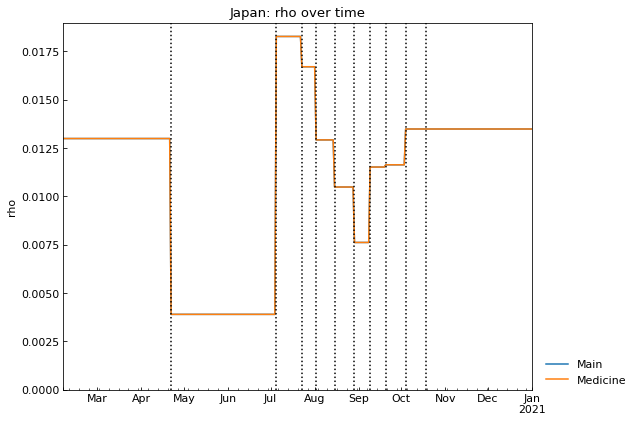 Japan: rho over time
rho
0.0175
0.0150
0.0125
0.0100
0.0075
0.0050
0.0025
0.0000
Mar Apr May Jun Jul Aug Sep Oct Nov Dec Jan
2021
Main
Medicine